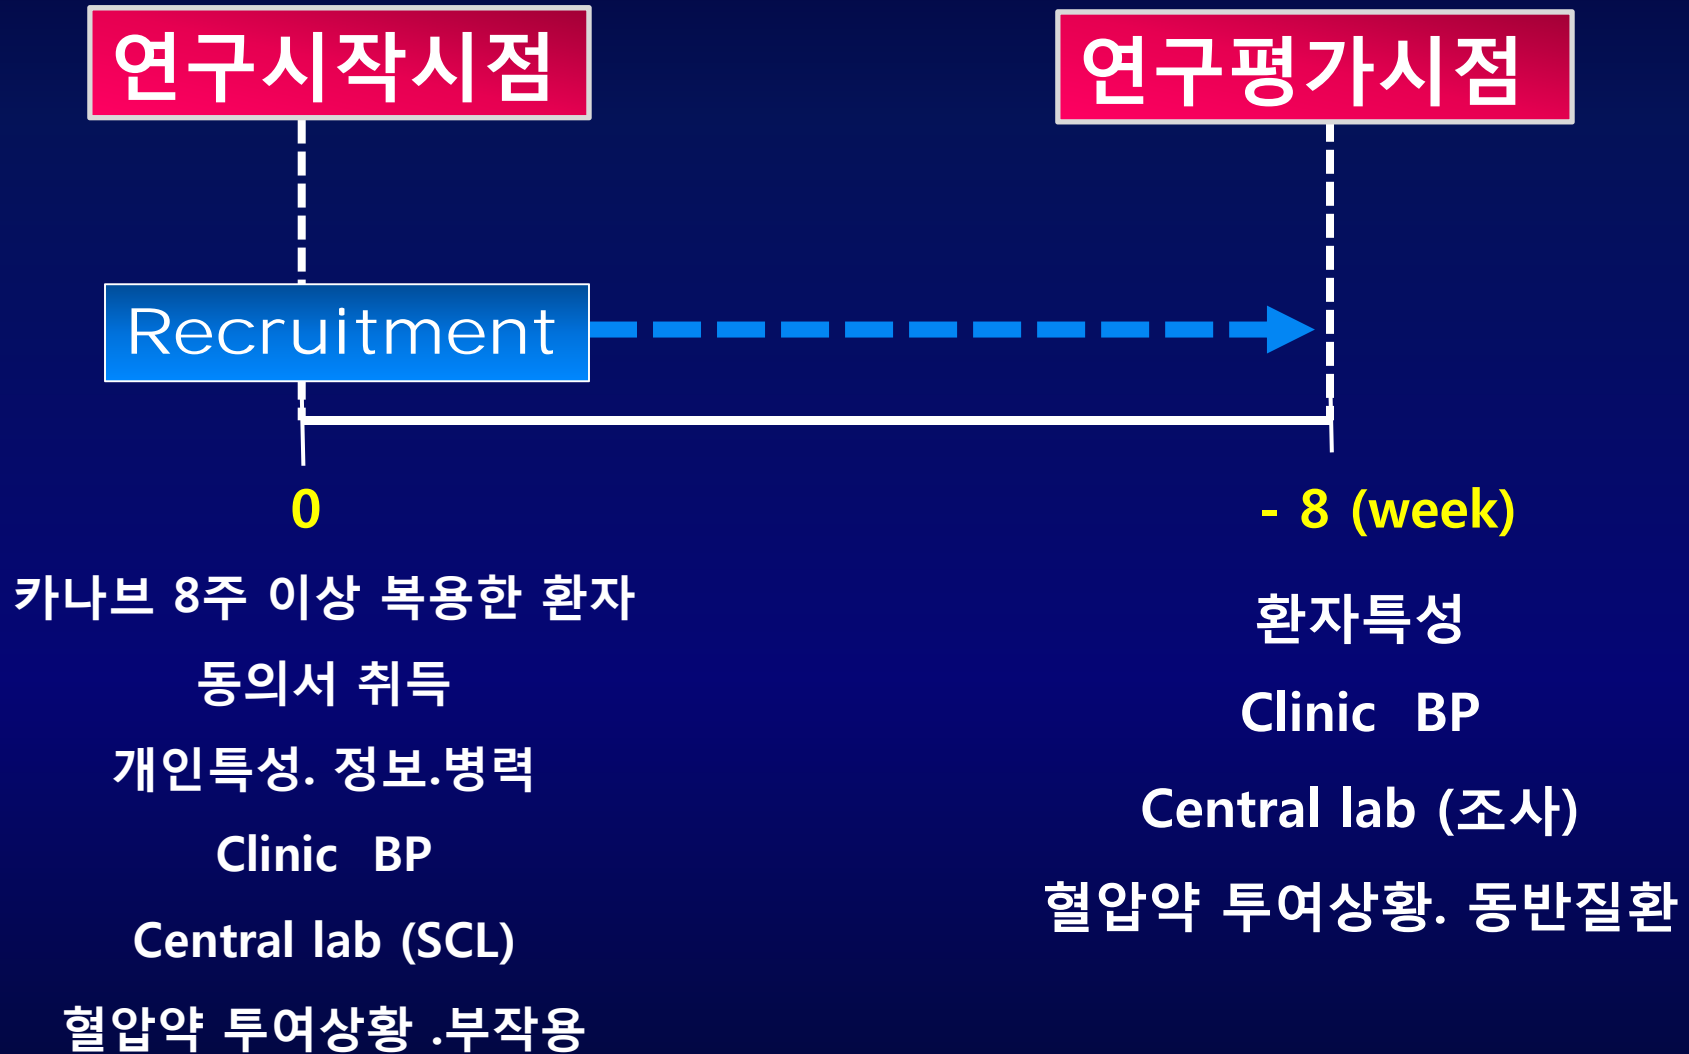 연구시작시점
연구평가시점
Recruitment
0
- 8 (week)
카나브 8주 이상 복용한 환자
동의서 취득
개인특성. 정보.병력
Clinic BP
Central lab (SCL)
혈압약 투여상황 .부작용
환자특성
Clinic BP
Central lab (조사)
혈압약 투여상황. 동반질환